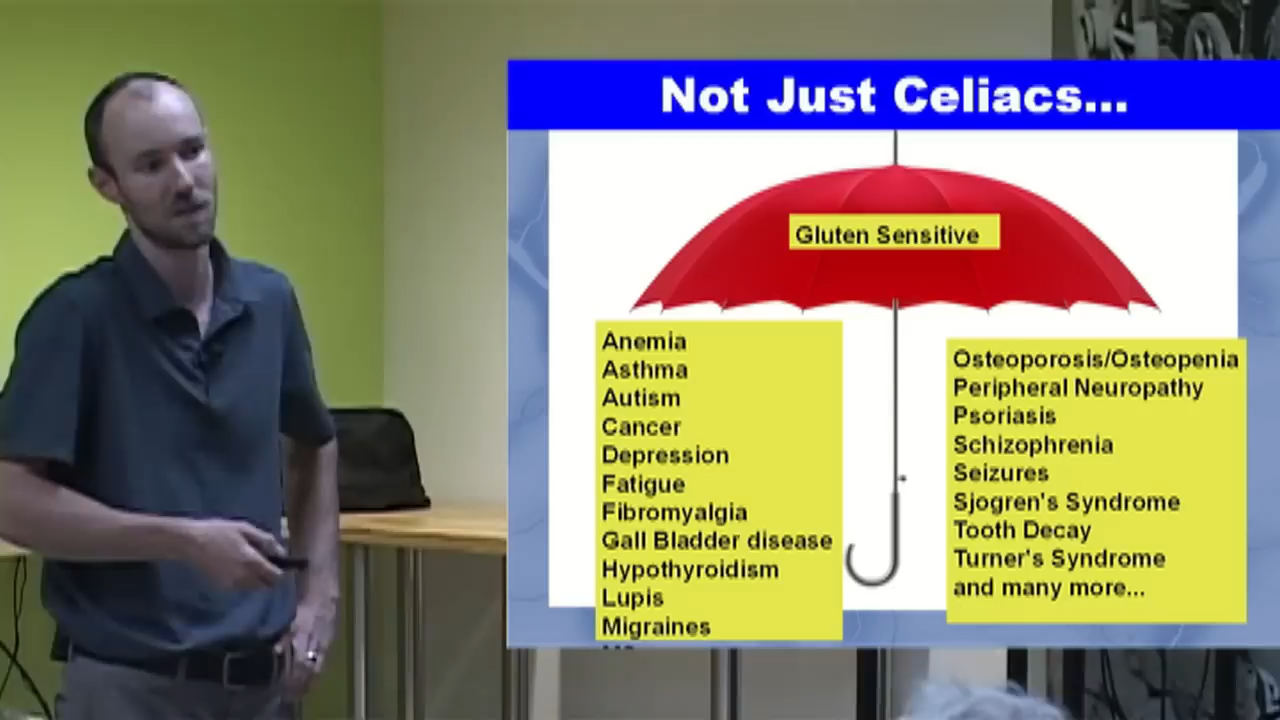 Not Just Celiacs...
Gluten Sensitive
Anemia
Asthma
Autism
Cancer
Depression
Fatigue
Fibromyalgia
Gall Bladder disease
Hypothyroidism
Lupis
Migraines
Osteoporosis/Osteopenia
Peripheral Neuropathy
Psoriasis
Schizophrenia
Seizures
Sjogren's Syndrome
Tooth Decay
Turner's Syndrome
and many more...